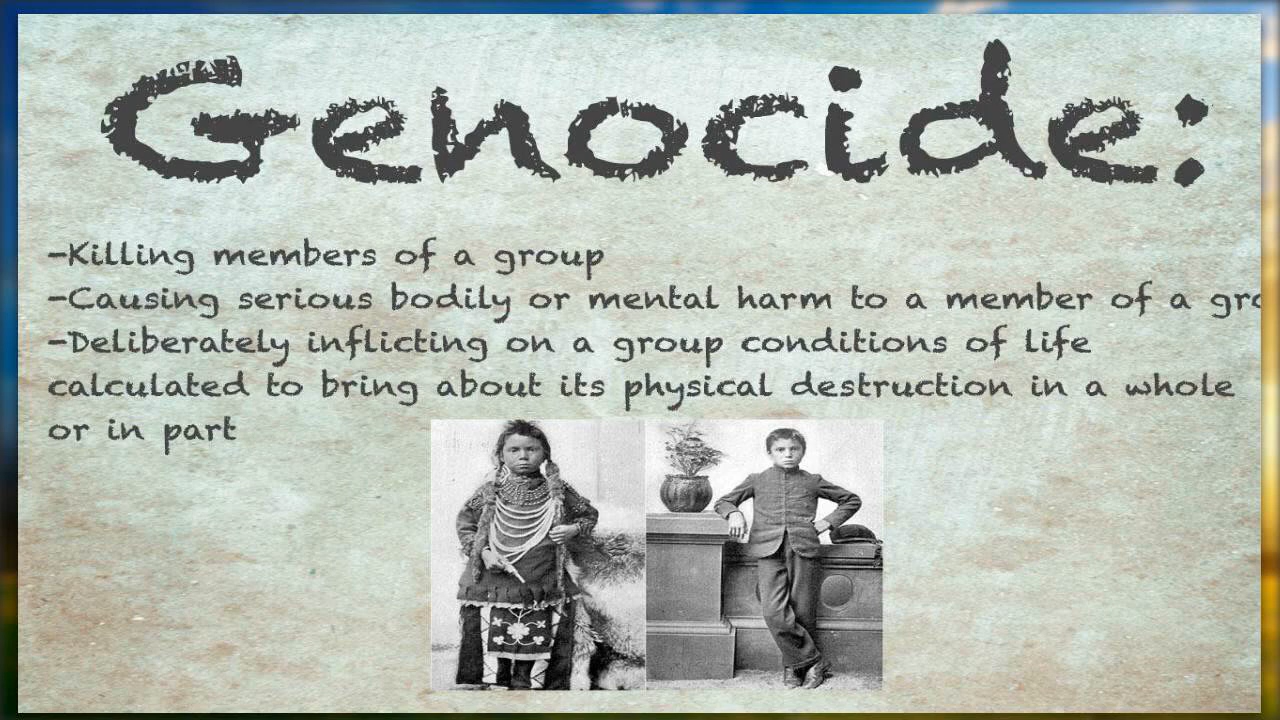 Genocide:
-Killing members of a group
-Causing serious bodily or mental harm to a member of a
-Deliberately inflicting on a group conditions of life
calculated to bring about its physical destruction in a whole
or in part